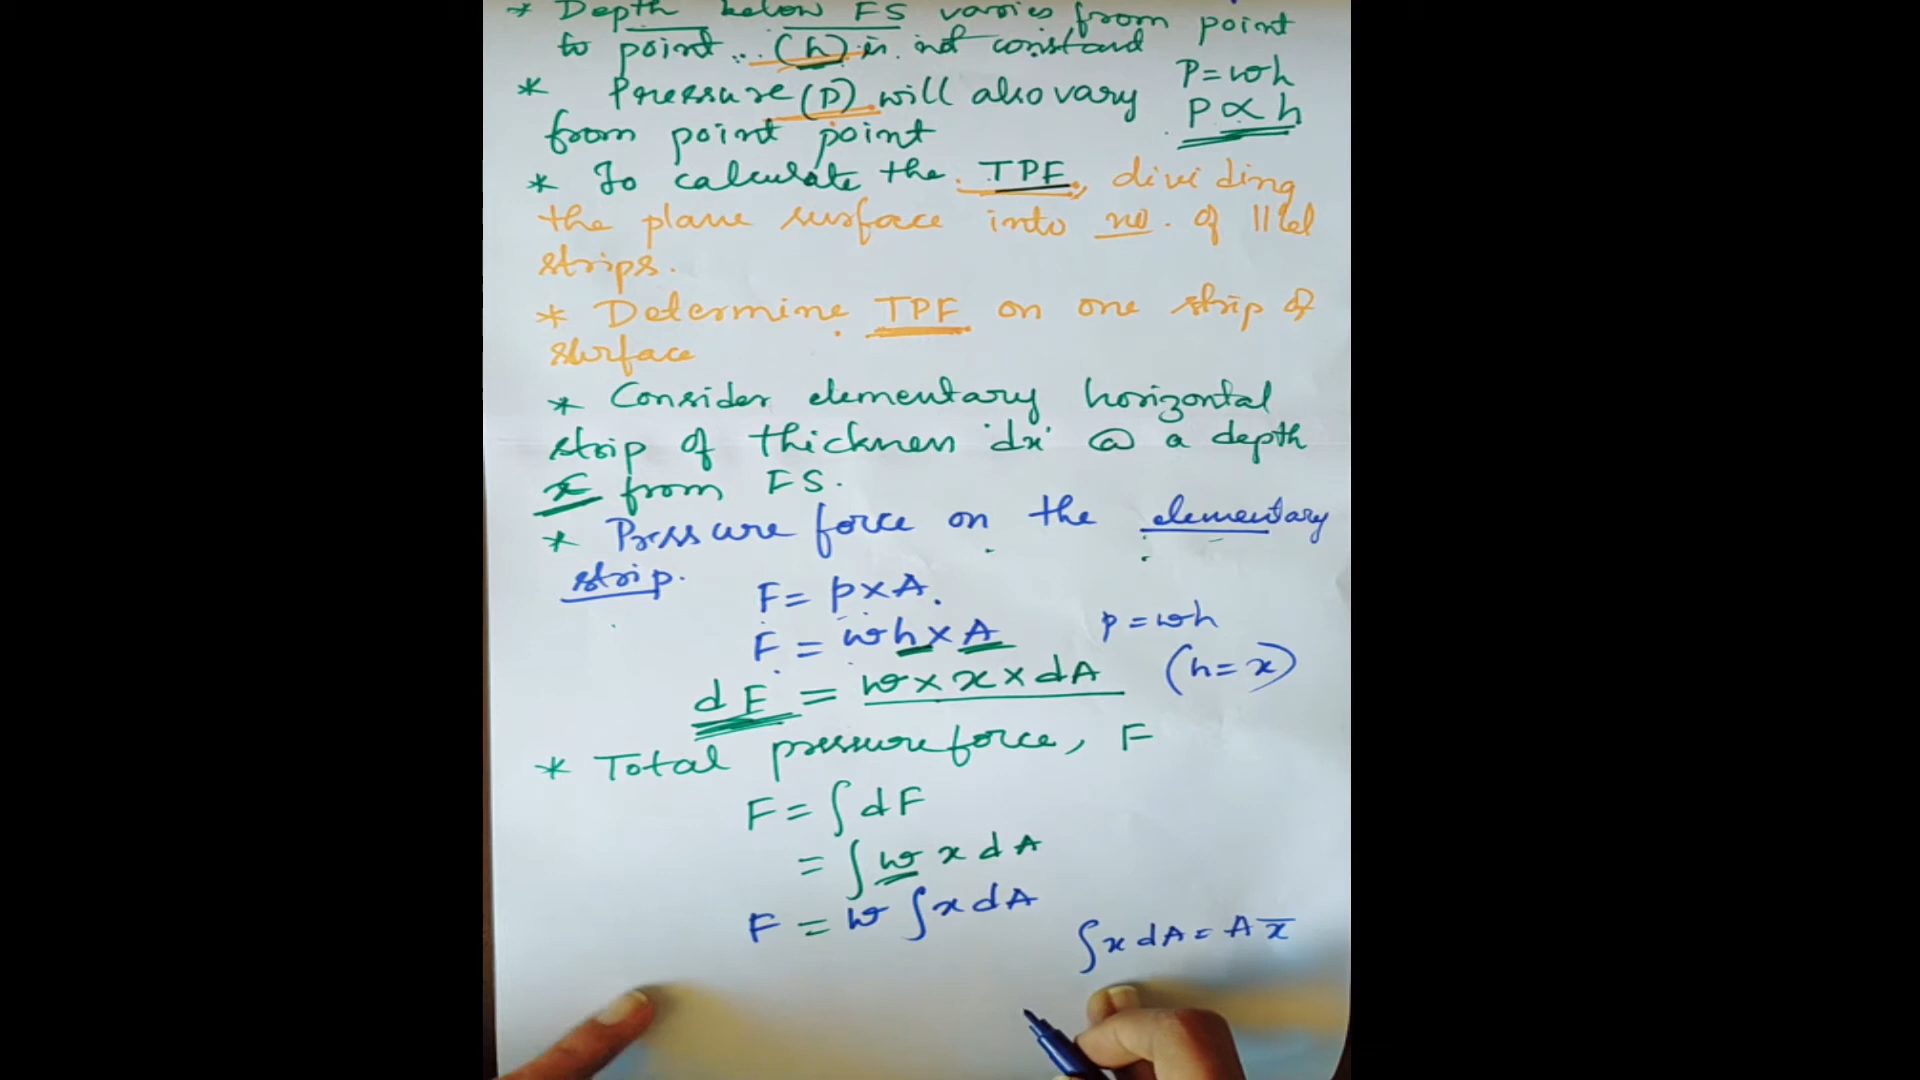 * Depth below FS varies from point
to point.. (h) is not constant
* Pressure (P) will also vary P=wh
from point point P ∝ h
* To calculate the TPF, dividing
the plane surface into no. of ||lel
strips.
* Determine TPF on one strip of
surface
* Consider elementary horizontal
strip of thickness 'dx' @ a depth
x from FS.
* Pressure force on the elementary
strip.
F = p×A.
F = wh×A p = wh
dF = w×x×dA (h=x)
* Total pressure force, F
F = ∫dF
= ∫w x dA
F = w ∫x dA
∫x dA = A x̅